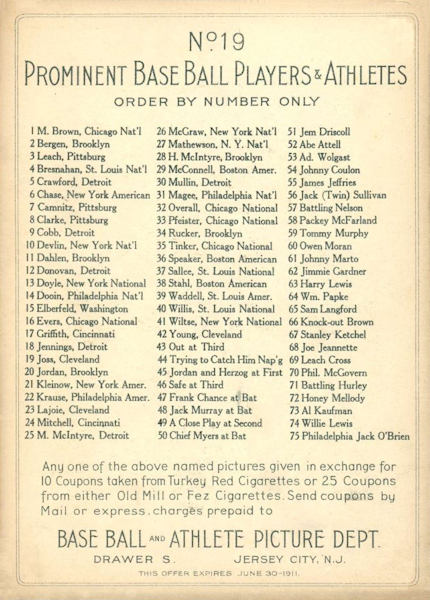 No 19
PROMINENT BASE BALL PLAYERS & ATHLETES
ORDER BY NUMBER ONLY
1 M. Brown, Chicago Nat'l
2 Bergen, Brooklyn
3 Leach, Pittsburg
4 Bresnahan, St. Louis Nat'l
5 Crawford, Detroit
6 Chase, New York American
7 Camnitz, Pittsburg
8 Clarke, Pittsburg
9 Cobb, Detroit
10 Devlin, New York Nat'l
11 Dahlen, Brooklyn
12 Donovan, Detroit
13 Doyle, New York National
14 Dooin, Philadelphia Nat'l
15 Elberfeld, Washington
16 Evers, Chicago National
17 Griffith, Cincinnati
18 Jennings, Detroit
19 Joss, Cleveland
20 Jordan, Brooklyn
21 Kleinow, New York Amer.
22 Krause, Philadelphia Amer.
23 Lajoie, Cleveland
24 Mitchell, Cincinnati
25 M. McIntyre, Detroit
26 McGraw, New York Nat'l
27 Mathewson, N. Y. Nat'l
28 H. McIntyre, Brooklyn
29 McConnell, Boston Amer.
30 Mullin, Detroit
31 Magee, Philadelphia Nat'l
32 Overall, Chicago National
33 Pfeister, Chicago National
34 Rucker, Brooklyn
35 Tinker, Chicago National
36 Speaker, Boston American
37 Sallee, St. Louis National
38 Stahl, Boston American
39 Waddell, St. Louis Amer.
40 Willis, St. Louis National
41 Wiltse, New York National
42 Young, Cleveland
43 Out at Third
44 Trying to Catch Him Nap'g
45 Jordan and Herzog at First
46 Safe at Third
47 Frank Chance at Bat
48 Jack Murray at Bat
49 A Close Play at Second
50 Chief Myers at Bat
51 Jem Driscoll
52 Abe Attell
53 Ad. Wolgast
54 Johnny Coulon
55 James Jeffries
56 Jack (Twin) Sullivan
57 Battling Nelson
58 Packey McFarland
59 Tommy Murphy
60 Owen Moran
61 Johnny Marto
62 Jimmie Gardner
63 Harry Lewis
64 Wm. Papke
65 Sam Langford
66 Knock-out Brown
67 Stanley Ketchel
68 Joe Jeannette
69 Leach Cross
70 Phil. McGovern
71 Battling Hurley
72 Honey Mellody
73 Al Kaufman
74 Willie Lewis
75 Philadelphia Jack O'Brien
Any one of the above named pictures given in exchange for
10 Coupons taken from Turkey Red Cigarettes or 25 Coupons
from either Old Mill or Fez Cigarettes. Send coupons by
Mail or express. charges prepaid to
BASE BALL AND ATHLETE PICTURE DEPT.
DRAWER S. JERSEY CITY, N.J.
THIS OFFER EXPIRES JUNE 30-1911.